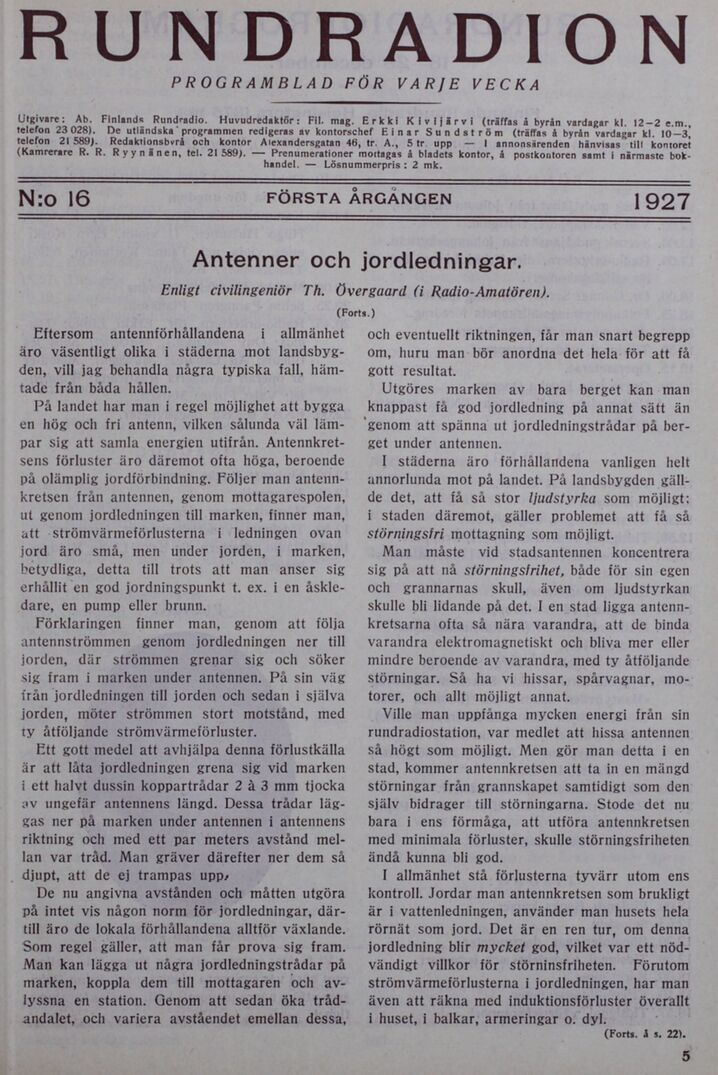 RUNDRADION
PROGRAMBLAD FÖR VARJE VECKA
Utgivare: Ab. Finlands Rundradio. Huvudredaktör: Fil. mag. Erkki Kivijärvi (träffas å byrån vardagar kl. 12—2 e.m.,
telefon 23 028). De utländska programmen redigeras av kontorschef Einar Sundström (träffas å byrån vardagar kl. 10—3,
telefon 21 589). Redaktionsbyrå och kontor Alexandersgatan 46, tr. A., 5 tr. upp — I annonsärenden hänvisas till kontoret
(Kamrerare R. R. Ryynänen, tel. 21 589). — Prenumerationer mottagas å bladets kontor, å postkontoren samt i närmaste bok-
handel. — Lösnummerpris: 2 mk.
N:o 16 FÖRSTA ÅRGÅNGEN 1927
Antenner och jordledningar.
Enligt civilingeniör Th. Övergaard (i Radio-Amatören).
(Forts.)
Eftersom antennförhållandena i allmänhet
äro väsentligt olika i städerna mot landsbyg-
den, vill jag behandla några typiska fall, häm-
tade från båda hållen.
På landet har man i regel möjlighet att bygga
en hög och fri antenn, vilken sålunda väl läm-
par sig att samla energien utifrån. Antennkret-
sens förluster äro däremot ofta höga, beroende
på olämplig jordförbindning. Följer man antenn-
kretsen från antennen, genom mottagarespolen,
ut genom jordledningen till marken, finner man,
att strömvärmeförlusterna i ledningen ovan
jord äro små, men under jorden, i marken,
betydliga, detta till trots att man anser sig
erhållit en god jordningspunkt t. ex. i en åskle-
dare, en pump eller brunn.
Förklaringen finner man, genom att följa
antennströmmen genom jordledningen ner till
jorden, där strömmen grenar sig och söker
sig fram i marken under antennen. På sin väg
från jordledningen till jorden och sedan i själva
jorden, möter strömmen stort motstånd, med
ty åtföljande strömvärmeförluster.
Ett gott medel att avhjälpa denna förlustkälla
är att låta jordledningen grena sig vid marken
i ett halvt dussin koppartrådar 2 à 3 mm tjocka
av ungefär antennens längd. Dessa trådar läg-
gas ner på marken under antennen i antennens
riktning och med ett par meters avstånd mel-
lan var tråd. Man gräver därefter ner dem så
djupt, att de ej trampas upp,
De nu angivna avstånden och måtten utgöra
på intet vis någon norm för jordledningar, där-
till äro de lokala förhållandena alltför växlande.
Som regel gäller, att man får prova sig fram.
Man kan lägga ut några jordledningstrådar på
marken, koppla dem till mottagaren och av-
lyssna en station. Genom att sedan öka tråd-
andalet, och variera avståendet emellan dessa,
och eventuellt riktningen, får man snart begrepp
om, huru man bör anordna det hela för att få
gott resultat.
Utgöres marken av bara berget kan man
knappast få god jordledning på annat sätt än
genom att spänna ut jordledningstrådar på ber-
get under antennen.
I städerna äro förhållandena vanligen helt
annorlunda mot på landet. På landsbygden gäll-
de det, att få så stor ljudstyrka som möjligt;
i staden däremot, gäller problemet att få så
störningsfri mottagning som möjligt.
Man måste vid stadsantennen koncentrera
sig på att nå störningsfrihet, både för sin egen
och grannarnas skull, även om ljudstyrkan
skulle bli lidande på det. I en stad ligga antenn-
kretsarna ofta så nära varandra, att de binda
varandra elektromagnetiskt och bliva mer eller
mindre beroende av varandra, med ty åtföljande
störningar. Så ha vi hissar, spårvagnar, mo-
torer, och allt möjligt annat.
Ville man uppfånga mycken energi från sin
rundradiostation, var medlet att hissa antennen
så högt som möjligt. Men gör man detta i en
stad, kommer antennkretsen att ta in en mängd
störningar från grannskapet samtidigt som den
själv bidrager till störningarna. Stode det nu
bara i ens förmåga, att utföra antennkretsen
med minimala förluster, skulle störningsfriheten
ändå kunna bli god.
I allmänhet stå förlusterna tyvärr utom ens
kontroll. Jordar man antennkretsen som brukligt
är i vattenledningen, använder man husets hela
rörnät som jord. Det är en ren tur, om denna
jordledning blir mycket god, vilket var ett nöd-
vändigt villkor för störninsfriheten. Förutom
strömvärmeförlusterna i jordledningen, har man
även att räkna med induktionsförluster överallt
i huset, i balkar, armeringar o. dyl.
(Forts. å s. 22).
5